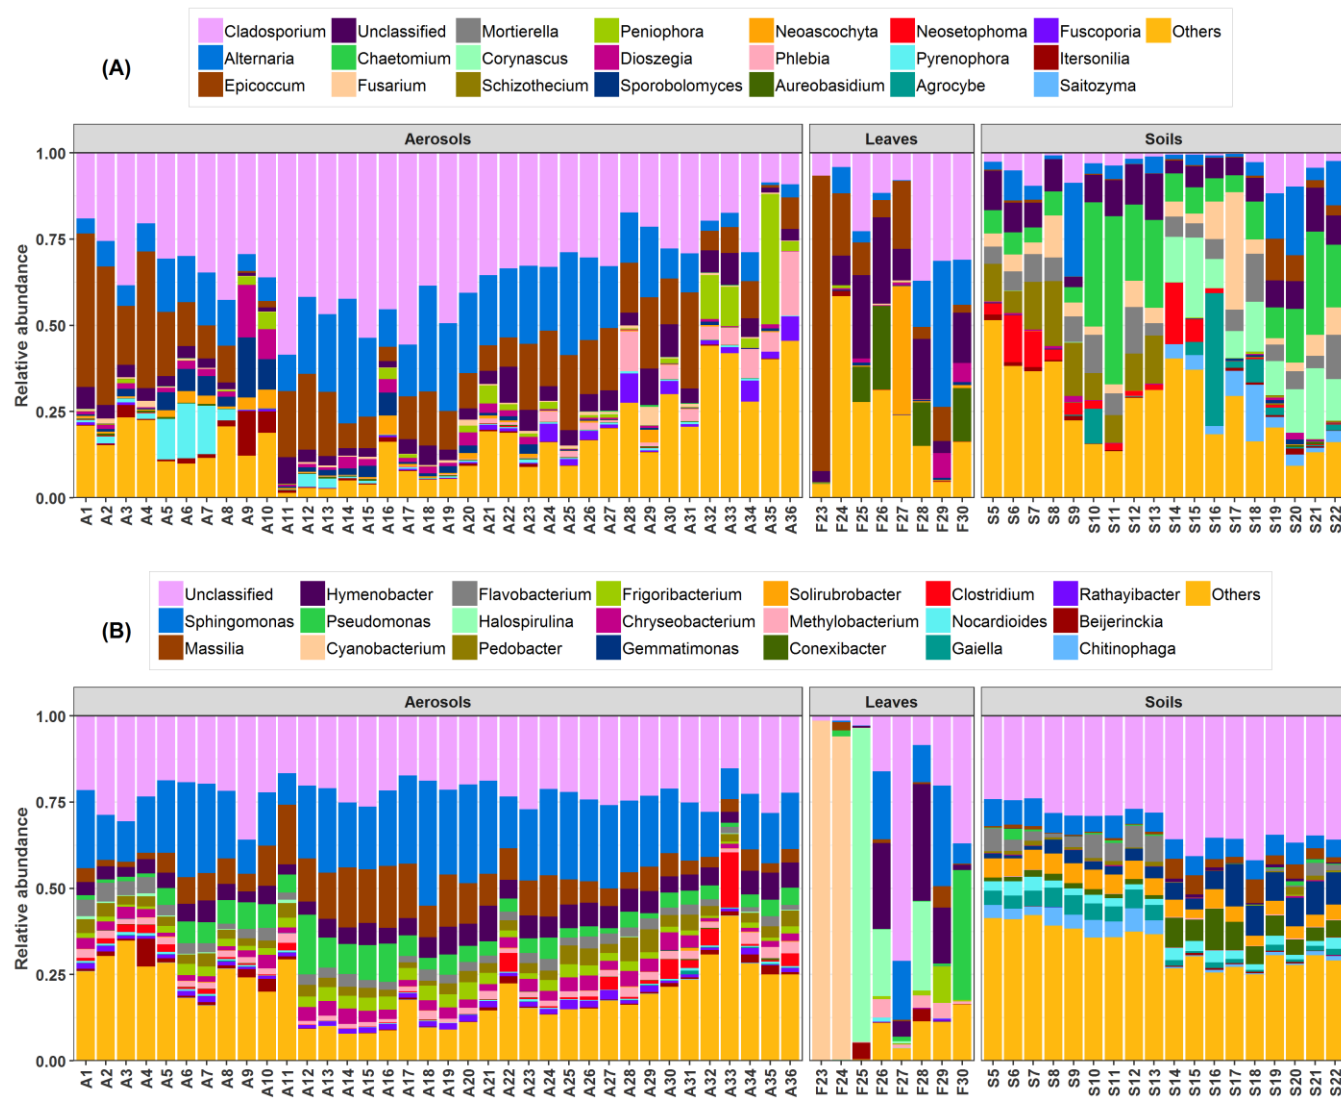 Cladosporium Unclassified Mortierella Peniophora Neoascochyta Neosetophoma Fuscoporia Others
(A) Alternaria Chaetomium Corynascus Dioszegia Phlebia Pyrenophora Itersonilia
Epicoccum Fusarium Schizothecium Sporobolomyces Aureobasidium Agrocybe Saitozyma
Aerosols Leaves Soils
1.00
0.75
Relative abundance
0.50
0.25
0.00
A1 A2 A3 A4 A5 A6 A7 A8 A9 A10 A11 A12 A13 A14 A15 A16 A17 A18 A19 A20 A21 A22 A23 A24 A25 A26 A27 A28 A29 A30 A31 A32 A33 A34 A35 A36 F23 F24 F25 F26 F27 F28 F29 F30 S5 S6 S7 S8 S9 S10 S11 S12 S13 S14 S15 S16 S17 S18 S19 S20 S21 S22
Unclassified Hymenobacter Flavobacterium Frigoribacterium Solirubrobacter Clostridium Rathayibacter Others
(B) Sphingomonas Pseudomonas Halospirulina Chryseobacterium Methylobacterium Nocardioides Beijerinckia
Massilia Cyanobacterium Pedobacter Gemmatimonas Conexibacter Gaiella Chitinophaga
Aerosols Leaves Soils
1.00
0.75
Relative abundance
0.50
0.25
0.00
A1 A2 A3 A4 A5 A6 A7 A8 A9 A10 A11 A12 A13 A14 A15 A16 A17 A18 A19 A20 A21 A22 A23 A24 A25 A26 A27 A28 A29 A30 A31 A32 A33 A34 A35 A36 F23 F24 F25 F26 F27 F28 F29 F30 S5 S6 S7 S8 S9 S10 S11 S12 S13 S14 S15 S16 S17 S18 S19 S20 S21 S22